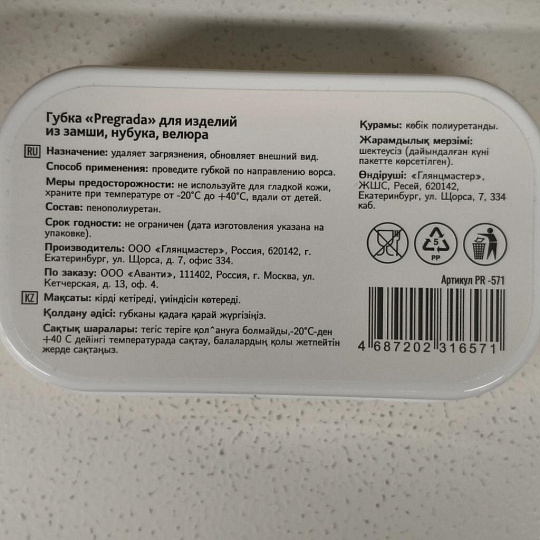 Губка «Pregrada» для изделий
из замши, нубука, велюра
RU Назначение: удаляет загрязнения, обновляет внешний вид.
Способ применения: проведите губкой по направлению ворса.
Меры предосторожности: не используйте для гладкой кожи,
храните при температуре от -20°C до +40°C, вдали от детей.
Состав: пенополиуретан.
Срок годности: не ограничен (дата изготовления указана на
упаковке).
Производитель: ООО «Глянцмастер», Россия, 620142, г.
Екатеринбург, ул. Щорса, д. 7, офис 334.
По заказу: ООО «Аванти», 111402, Россия, г. Москва, ул.
Кетчерская, д. 13, оф. 4.
KZ Мақсаты: кірді кетіреді, үиіндісін көтереді.
Қолдану әдісі: губканы қадаға қарай жүргізіңіз.
Сақтық шаралары: тегіс теріге қол^ануға болмайды,-20°C-ден
+40 C дейінгі температурада сақтау, балалардың қолы жетпейтін
жерде сақтаңыз.
Құрамы: көбік полиуретанды.
Жарамдылық мерзімі:
шектеусіз (дайындалған күні
пакетте көрсетілген).
Өндіруші: «Глянцмастер»,
ЖШС, Ресей, 620142,
Екатеринбург, ул. Щорса, 7, 334
каб.
5
PP
Артикул PR -571
4 687202 316571